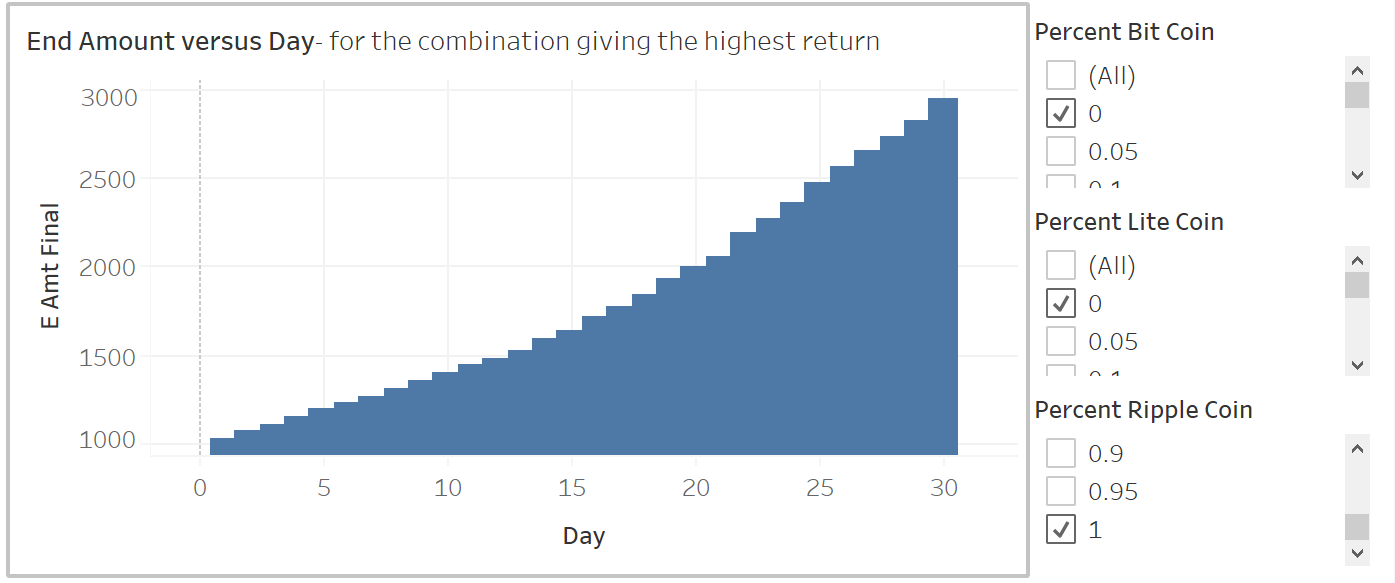 End Amount versus Day- for the combination giving the highest return
3000
2500
2000
1500
1000
E Amt Final
0 5 10 15 20 25 30
Day
Percent Bit Coin
(All)
0
0.05
Percent Lite Coin
(All)
0
0.05
Percent Ripple Coin
0.9
0.95
1